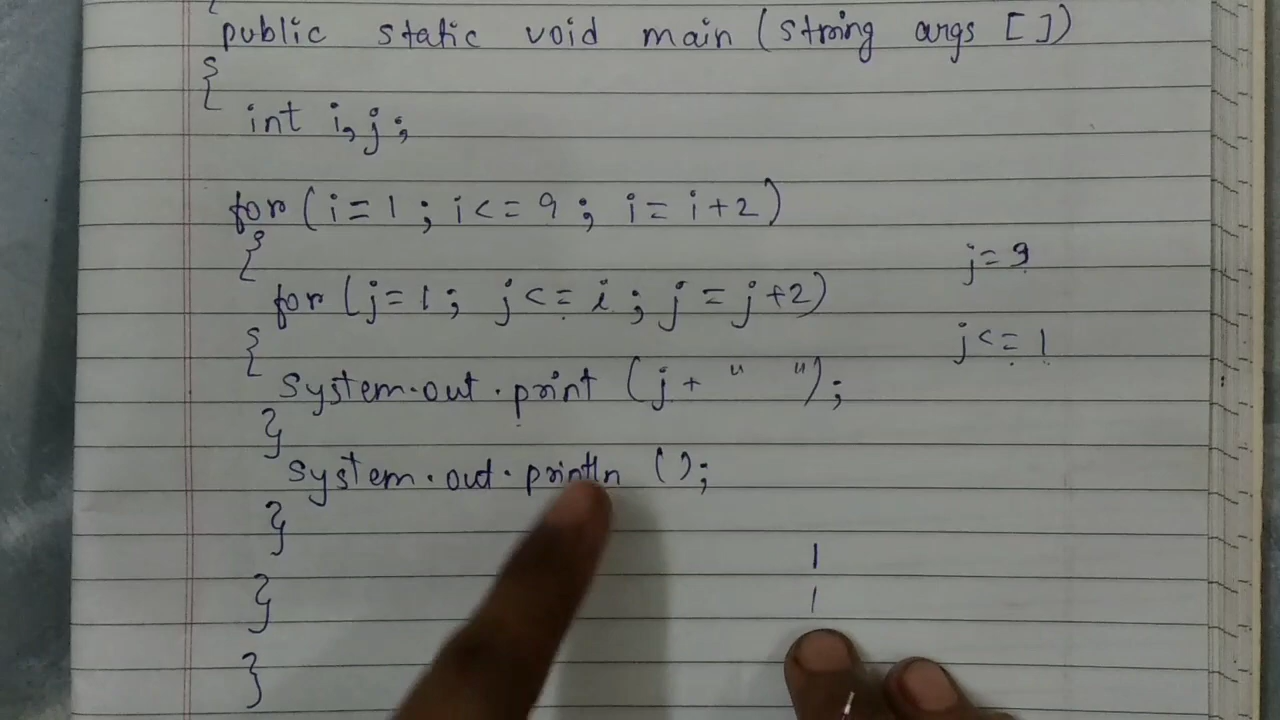 {
public static void main (string args [])
{
int i, j;
for (i = 1; i <= 9; i = i+2)
{
j = 9
for (j = 1; j <= i; j = j+2)
{
j <= 1
system.out.print (j + " ");
}
system.out.println ();
}
1
1
}
}